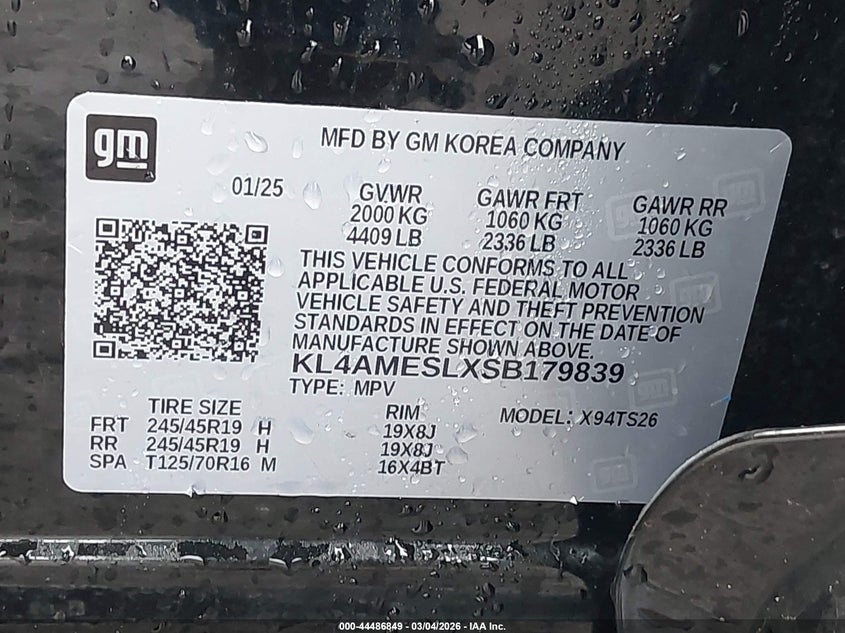 gm
MFD BY GM KOREA COMPANY
01/25
GVWR
2000 KG
4409 LB
GAWR FRT
1060 KG
2336 LB
GAWR RR
1060 KG
2336 LB
THIS VEHICLE CONFORMS TO ALL
APPLICABLE U.S. FEDERAL MOTOR
VEHICLE SAFETY AND THEFT PREVENTION
STANDARDS IN EFFECT ON THE DATE OF
MANUFACTURE SHOWN ABOVE.
KL4AMESLXSB179839
TYPE: MPV
TIRE SIZE RIM MODEL: X94TS26
FRT 245/45R19 H 19X8J
RR 245/45R19 H 19X8J
SPA T125/70R16 M 16X4BT
000-44486849 - 03/04/2026 - IAA Inc.